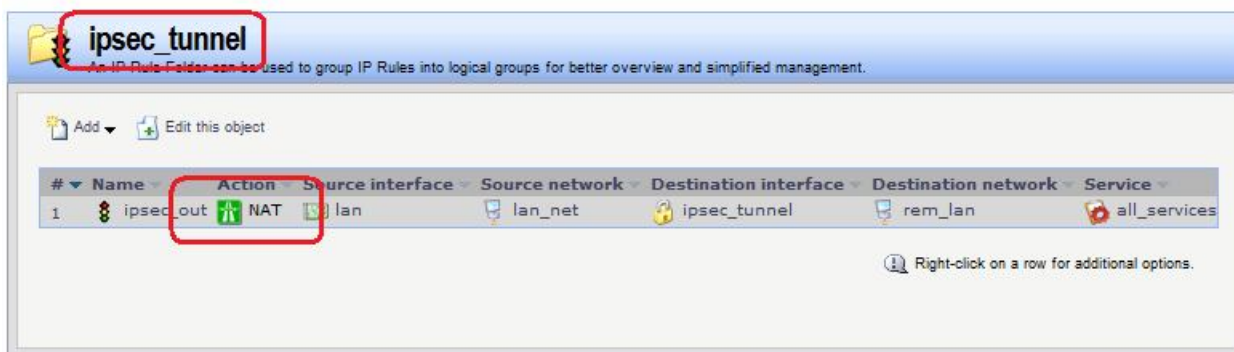 ipsec_tunnel
An IP Rule Folder can be used to group IP Rules into logical groups for better overview and simplified management.
Add Edit this object
# Name Action Source interface Source network Destination interface Destination network Service
1 ipsec_out NAT lan lan_net ipsec_tunnel rem_lan all_services
Right-click on a row for additional options.